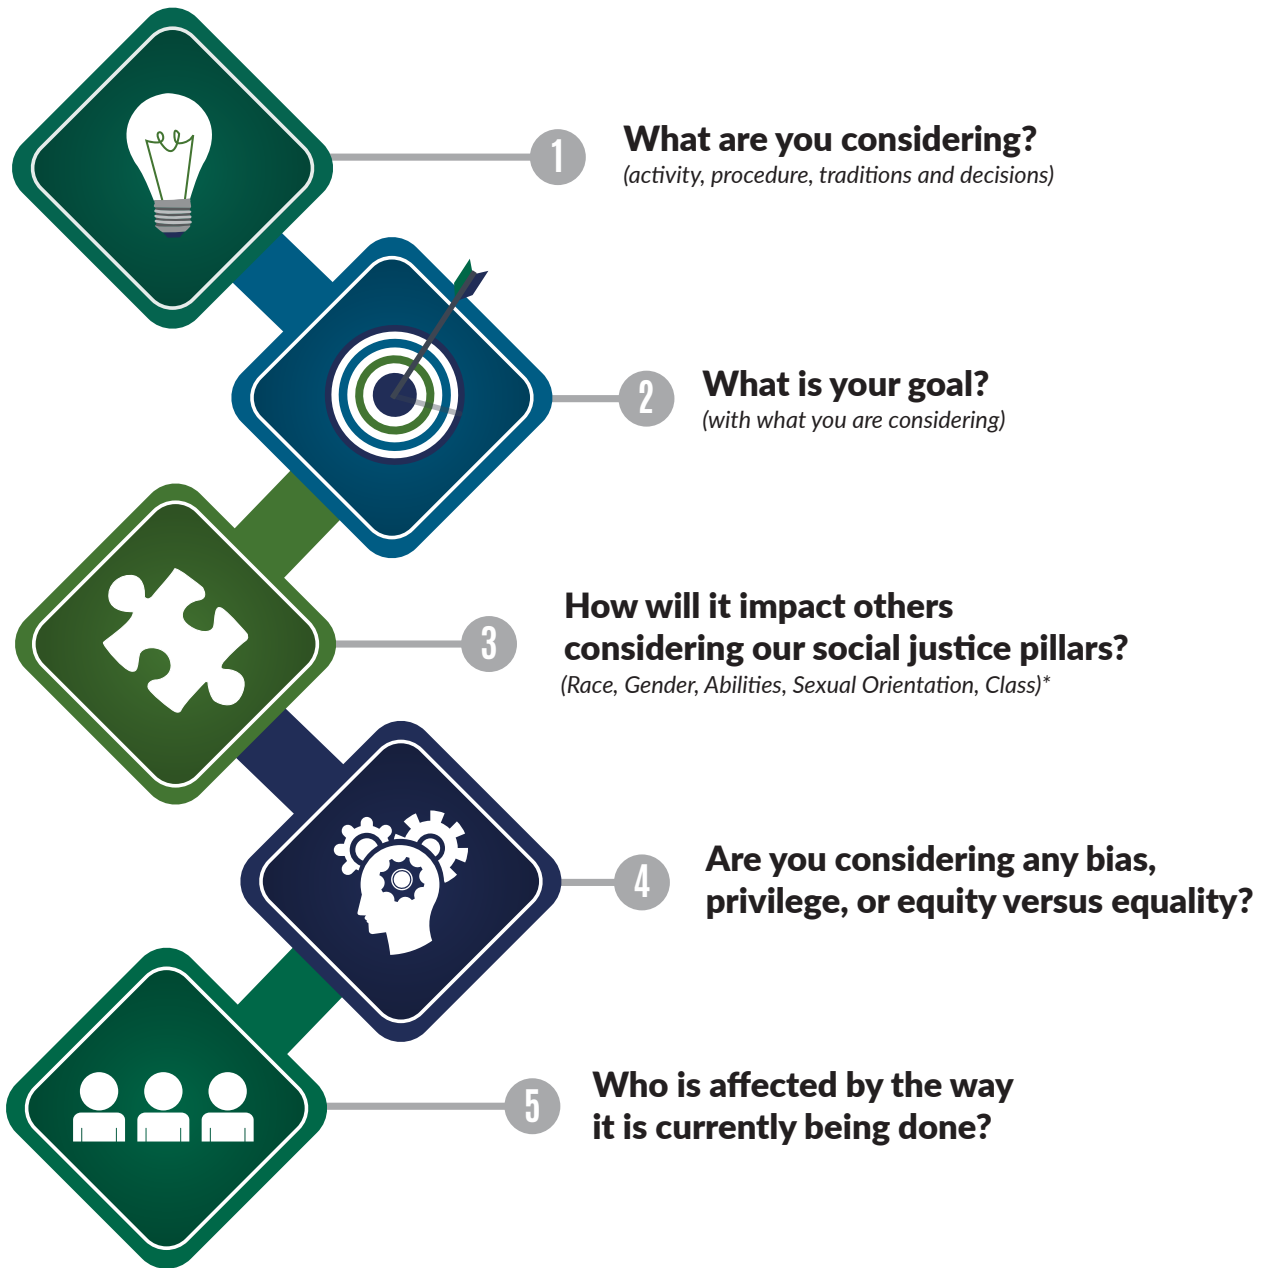 1
What are you considering?
(activity, procedure, traditions and decisions)
2
What is your goal?
(with what you are considering)
3
How will it impact others
considering our social justice pillars?
(Race, Gender, Abilities, Sexual Orientation, Class)*
4
Are you considering any bias,
privilege, or equity versus equality?
5
Who is affected by the way
it is currently being done?